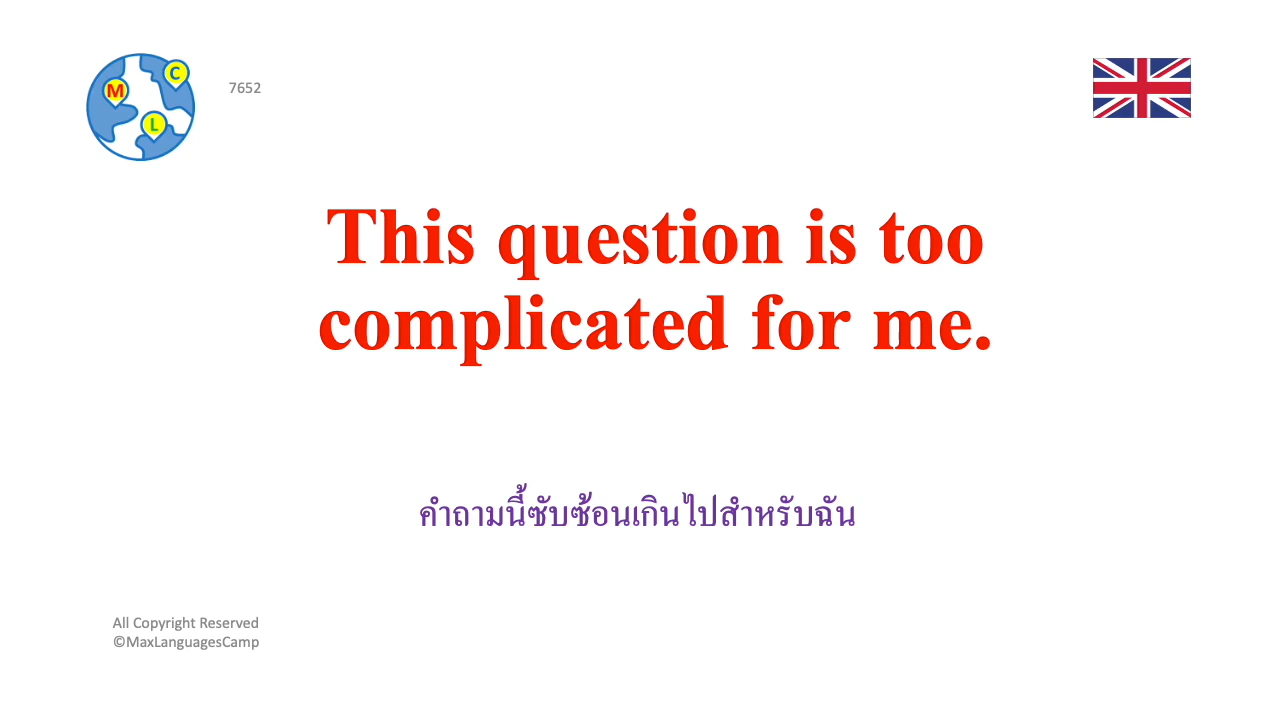 M
C
L
7652
This question is too
complicated for me.
คำถามนี้ซับซ้อนเกินไปสำหรับฉัน
All Copyright Reserved
©MaxLanguagesCamp